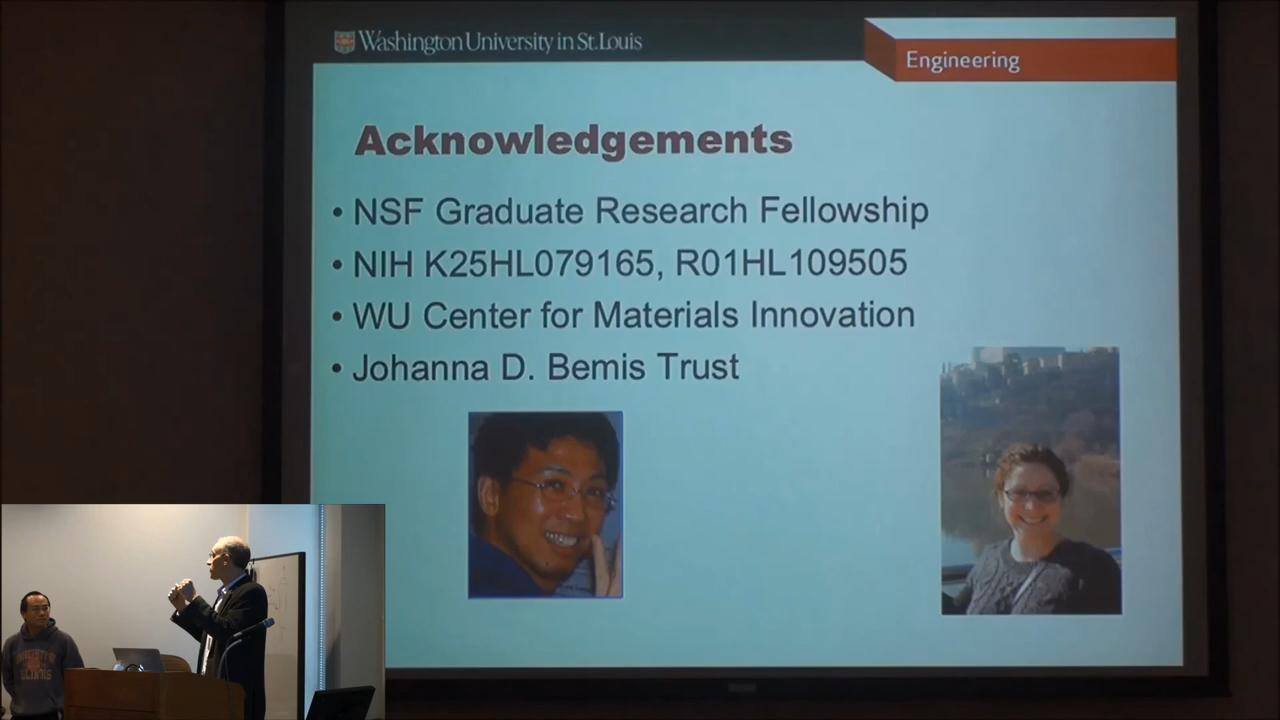 Washington University in St. Louis
Engineering
Acknowledgements
• NSF Graduate Research Fellowship
• NIH K25HL079165, R01HL109505
• WU Center for Materials Innovation
• Johanna D. Bemis Trust
ILLINOIS